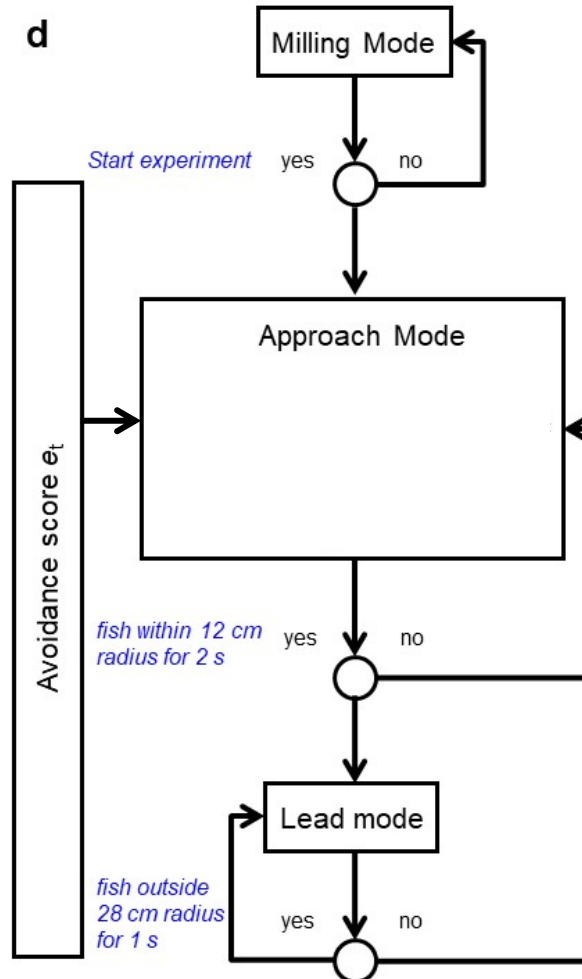 d
Milling Mode
Start experiment
yes
no
Approach Mode
Avoidance score et
fish within 12 cm
radius for 2 s
yes
no
Lead mode
fish outside
28 cm radius
for 1 s
yes
no